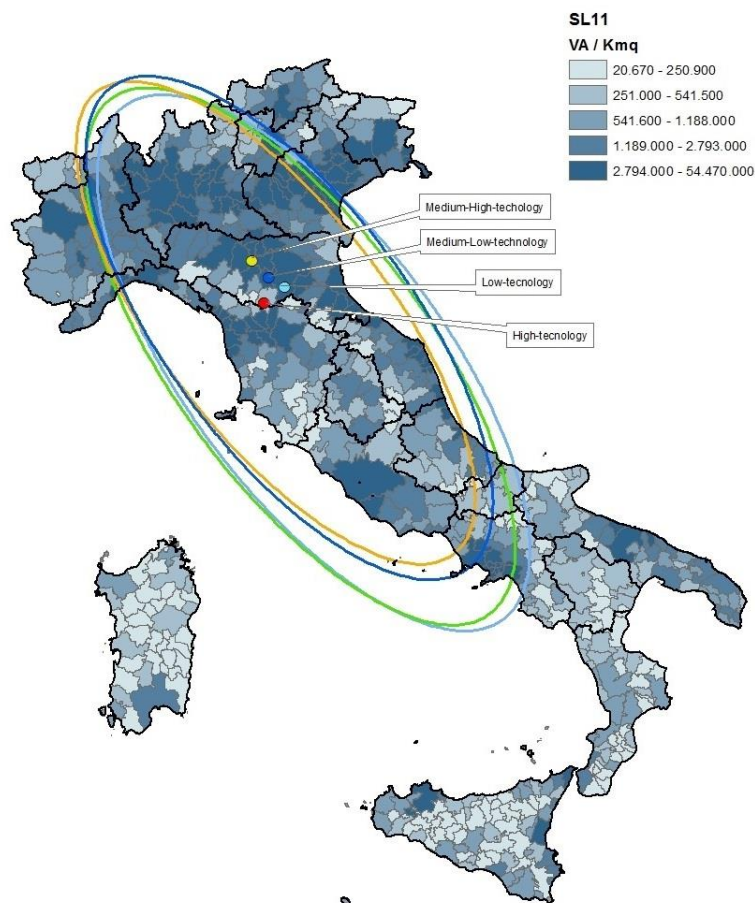 SL11
VA / Kmq
20.670 - 250.900
251.000 - 541.500
541.600 - 1.188.000
1.189.000 - 2.793.000
2.794.000 - 54.470.000
Medium-High-techology
Medium-Low-technology
Low-tecnology
High-tecnology